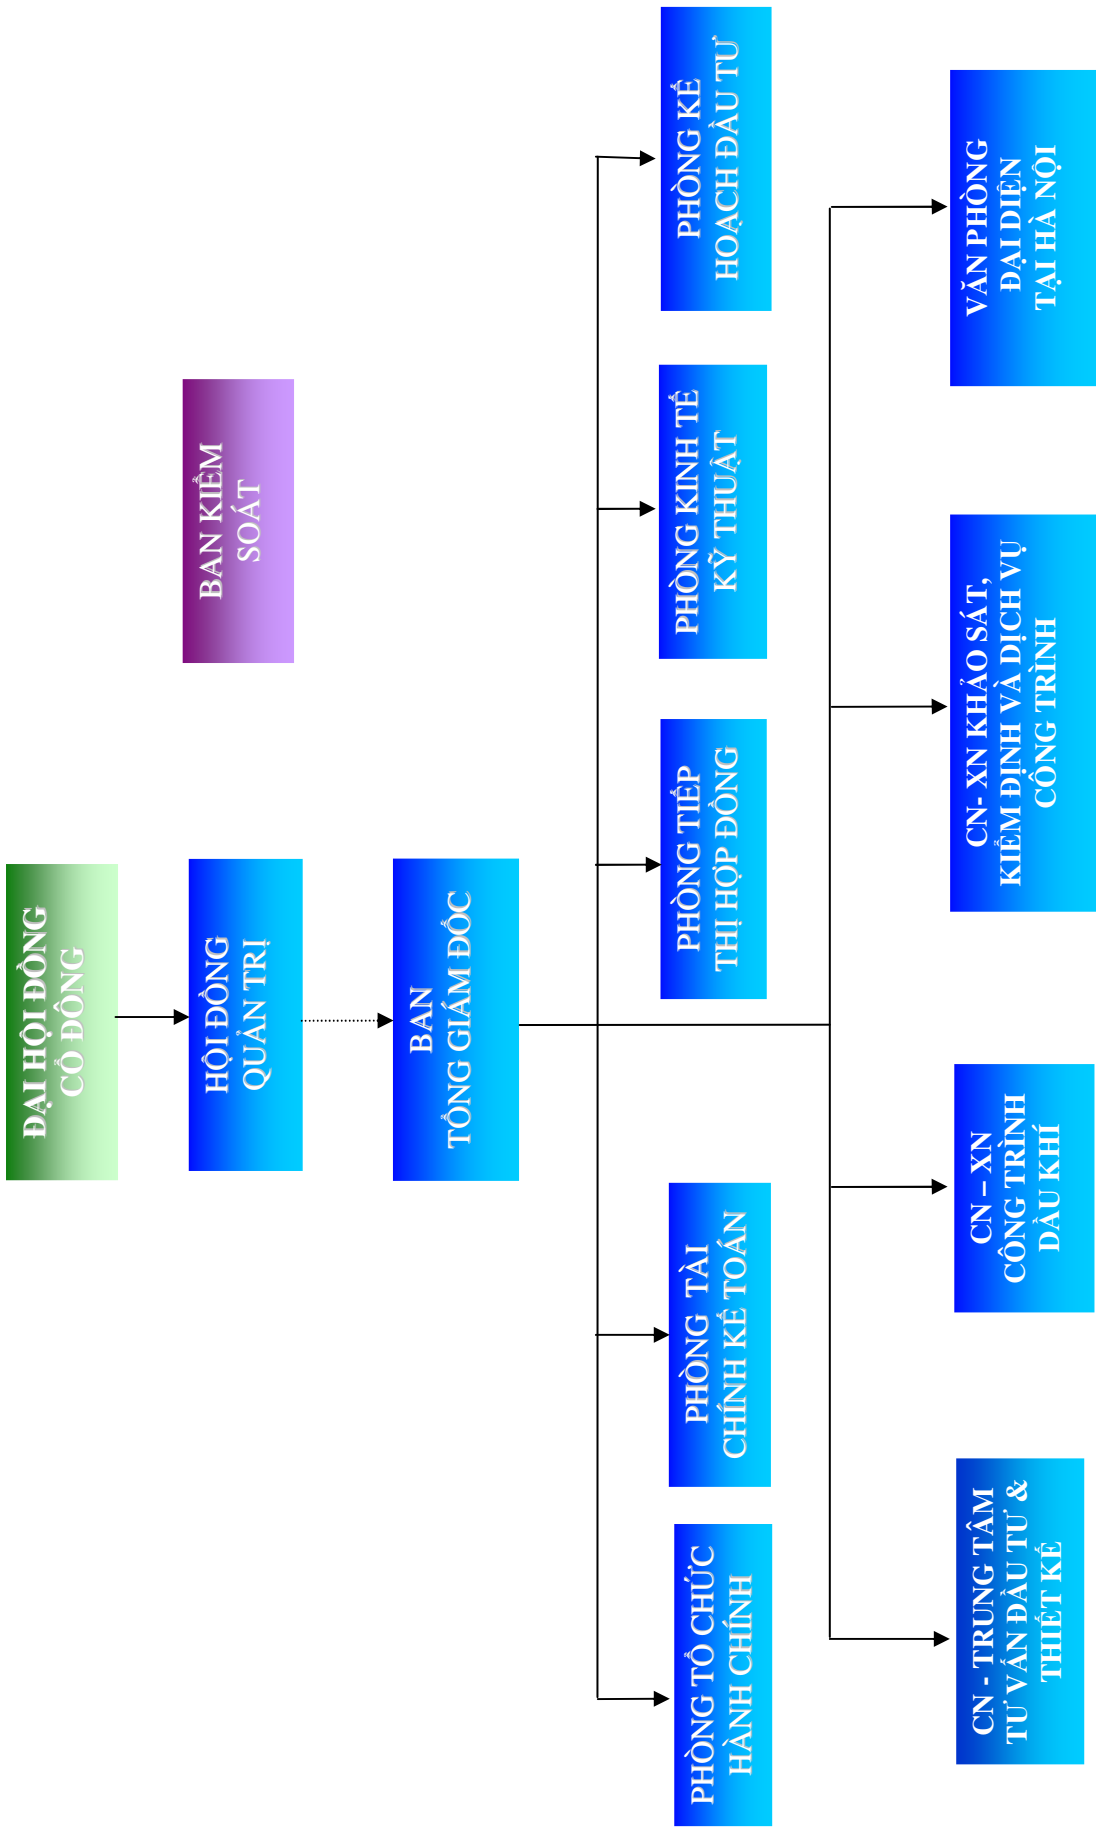 ĐẠI HỘI ĐỒNG
CỔ ĐÔNG
BAN KIỂM
SOÁT
HỘI ĐỒNG
QUẢN TRỊ
BAN
TỔNG GIÁM ĐỐC
PHÒNG TỔ CHỨC
HÀNH CHÍNH
PHÒNG TÀI
CHÍNH KẾ TOÁN
PHÒNG TIẾP
THỊ HỢP ĐỒNG
PHÒNG KINH TẾ
KỸ THUẬT
PHÒNG KẾ
HOẠCH ĐẦU TƯ
CN - TRUNG TÂM
TƯ VẤN ĐẦU TƯ &
THIẾT KẾ
CN – XN
CÔNG TRÌNH
DẦU KHÍ
CN- XN KHẢO SÁT,
KIỂM ĐỊNH VÀ DỊCH VỤ
CÔNG TRÌNH
VĂN PHÒNG
ĐẠI DIỆN
TẠI HÀ NỘI